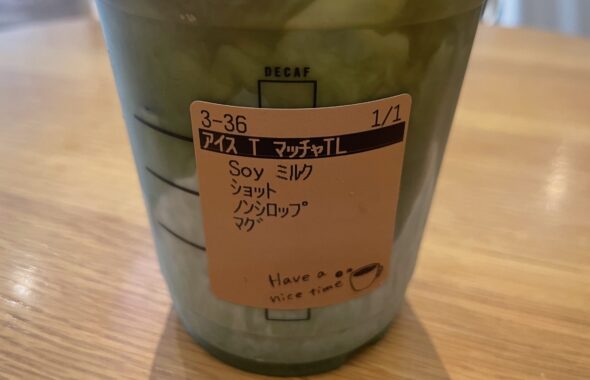 DECAF
3-36 1/1
アイス T マッチャTL
Soy ミルク
ショット
ノンシロップ
マグ
Have a
nice time